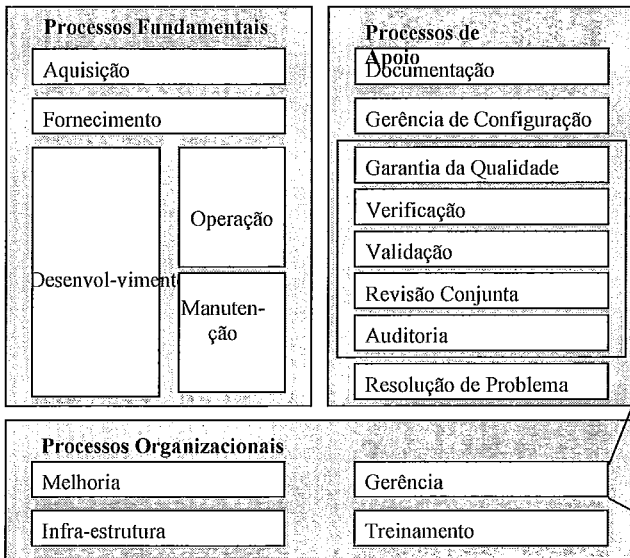 Processos Fundamentais
Aquisição
Fornecimento
Desenvol-viment
Operação
Manuten-
ção
Processos de
Apoio
Documentação
Gerência de Configuração
Garantia da Qualidade
Verificação
Validação
Revisão Conjunta
Auditoria
Resolução de Problema
Processos Organizacionais
Melhoria
Gerência
Infra-estrutura
Treinamento